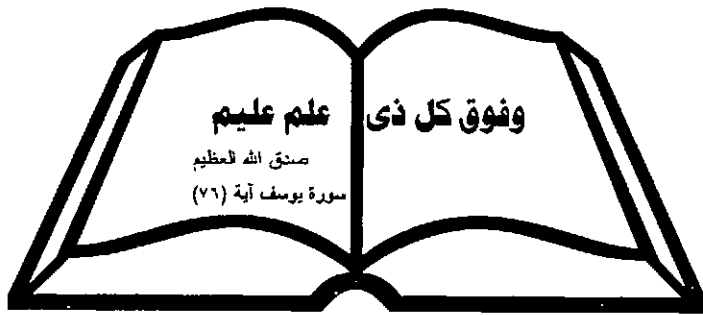 وفوق كل ذى علم عليم
صدق الله العظيم
سورة يوسف آية (٧٦)